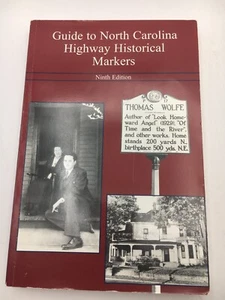 Guide to North Carolina
Highway Historical
Markers
Ninth Edition
THOMAS WOLFE
Author of "Look Home-
ward Angel" (1929), "Of
Time and the River",
and other works. Home
stands 200 yards N.,
birthplace 500 yds. N.E.